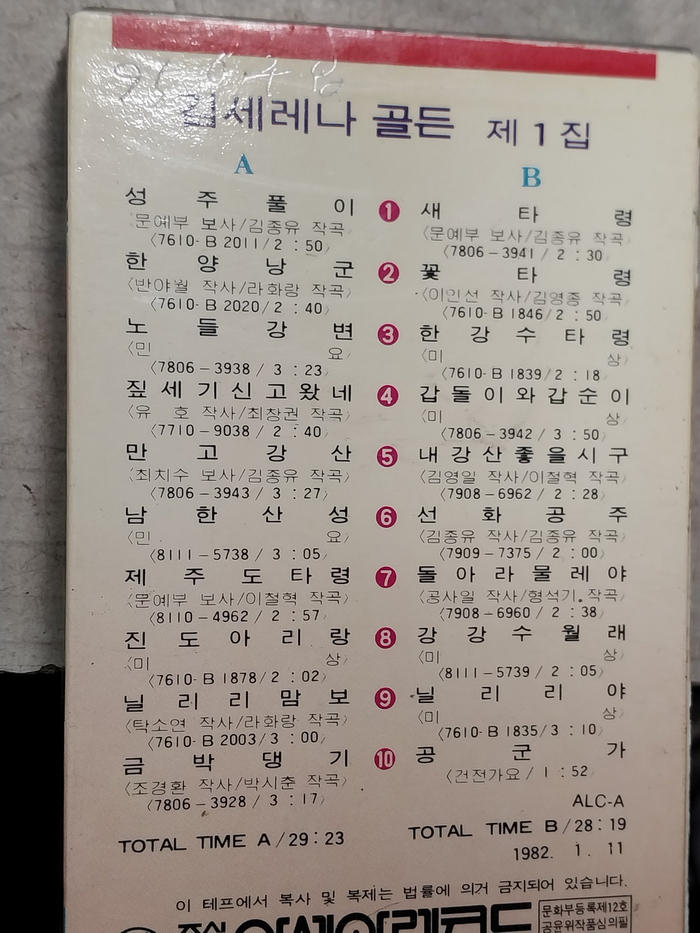 김세레나 골든 제1집
A
B
성주풀이
〈문예부 보사/김종유 작곡〉
〈7610-B 2011/2:50〉
한양낭군
〈반야월 작사/라화랑 작곡〉
〈7610-B 2020/2:40〉
노들강변
〈민요〉
〈7806-3938/3:23〉
짚세기신고왔네
〈유호 작사/최창권 작곡〉
〈7710-9038/2:40〉
만고강산
〈최치수 보사/김종유 작곡〉
〈7806-3943/3:27〉
남한산성
〈민요〉
〈8111-5738/3:05〉
제주도타령
〈문예부 보사/이철혁 작곡〉
〈8110-4962/2:57〉
진도아리랑
〈미상〉
〈7610-B 1878/2:02〉
닐리리맘보
〈탁소연 작사/라화랑 작곡〉
〈7610-B 2003/3:00〉
금박댕기
〈조경환 작사/박시춘 작곡〉
〈7806-3928/3:17〉
TOTAL TIME A/29:23
1
2
3
4
5
6
7
8
9
10
새타령
〈문예부 보사/김종유 작곡〉
〈7806-3941/2:30〉
꽃타령
〈이인선 작사/김영종 작곡〉
〈7610-B 1846/2:50〉
한강수타령
〈미상〉
〈7610-B 1839/2:18〉
갑돌이와갑순이
〈미상〉
〈7806-3942/3:50〉
내강산좋을시구
〈김영일 작사/이철혁 작곡〉
〈7908-6962/2:28〉
선화공주
〈김종유 작사/김종유 작곡〉
〈7909-7375/2:00〉
돌아라물레야
〈공사일 작사/형석기 작곡〉
〈7908-6960/2:38〉
강강수월래
〈미상〉
〈8111-5739/2:05〉
닐리리야
〈미상〉
〈7610-B 1835/3:10〉
공군가
〈건전가요/1:52〉
ALC-A
TOTAL TIME B/28:19
1982. 1. 11
이 테프에서 복사 및 복제는 법률에 의거 금지되어 있습니다.
문화부등록제12호
공윤위작품심의필